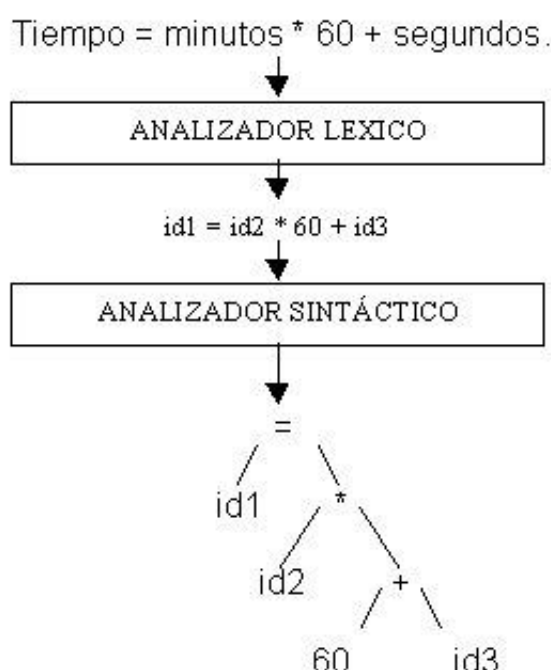 Tiempo = minutos * 60 + segundos.
ANALIZADOR LEXICO
id1 = id2 * 60 + id3
ANALIZADOR SINTÁCTICO
=
id1 *
id2 +
60 id3